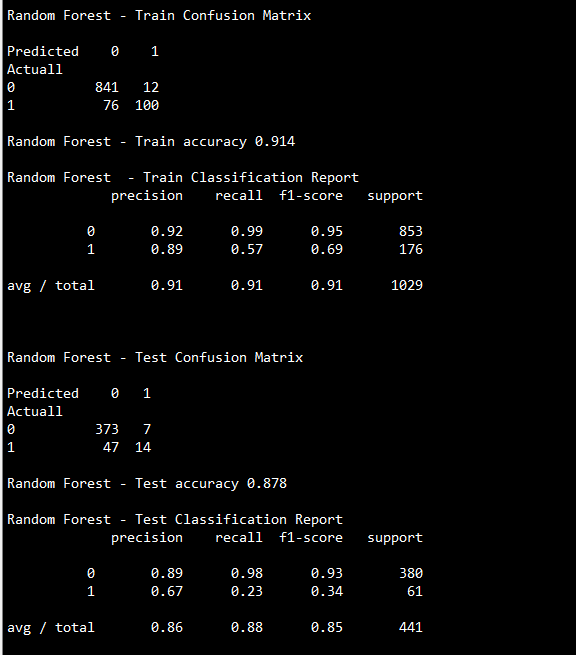 Random Forest - Train Confusion Matrix
Predicted    0    1
Actuall
0          841   12
1           76  100
Random Forest - Train accuracy 0.914
Random Forest  - Train Classification Report
             precision    recall  f1-score   support
          0       0.92      0.99      0.95       853
          1       0.89      0.57      0.69       176
avg / total       0.91      0.91      0.91      1029
Random Forest - Test Confusion Matrix
Predicted    0   1
Actuall
0          373   7
1           47  14
Random Forest - Test accuracy 0.878
Random Forest - Test Classification Report
             precision    recall  f1-score   support
          0       0.89      0.98      0.93       380
          1       0.67      0.23      0.34        61
avg / total       0.86      0.88      0.85       441